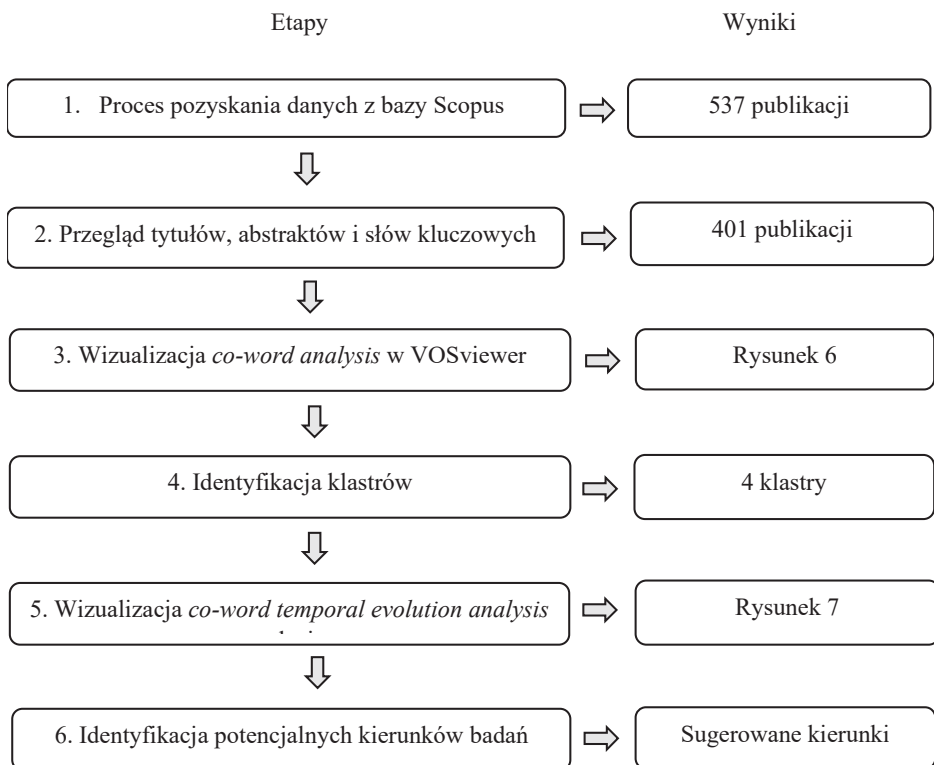 Etapy
Wyniki
1. Proces pozyskania danych z bazy Scopus
537 publikacji
2. Przegląd tytułów, abstraktów i słów kluczowych
401 publikacji
3. Wizualizacja co-word analysis w VOSviewer
Rysunek 6
4. Identyfikacja klastrów
4 klastry
5. Wizualizacja co-word temporal evolution analysis
Rysunek 7
6. Identyfikacja potencjalnych kierunków badań
Sugerowane kierunki